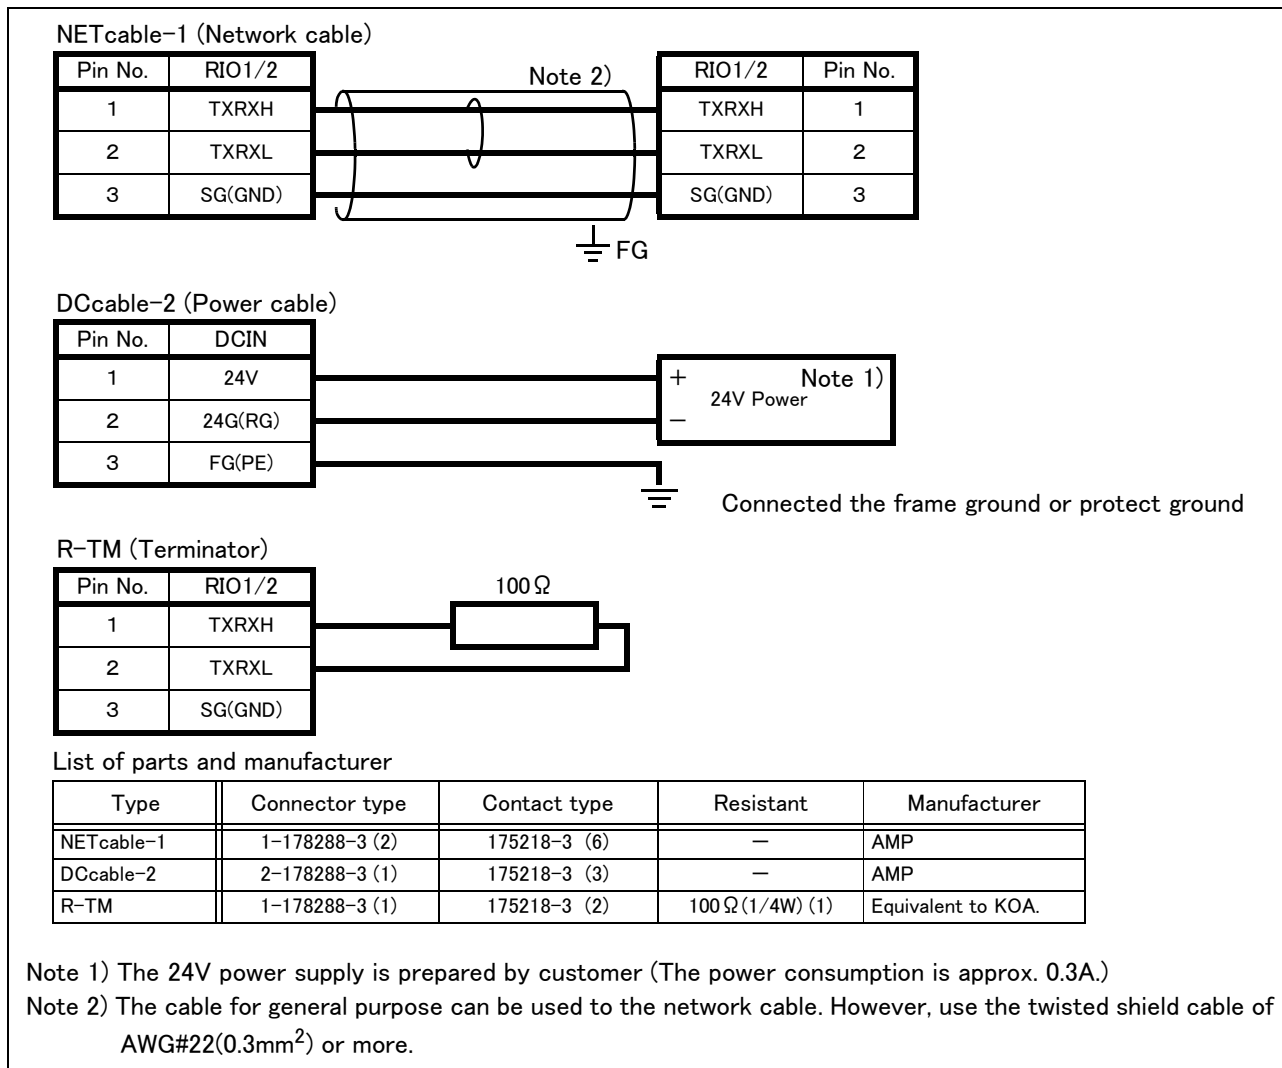 NETcable-1 (Network cable)
Pin No. RIO1/2
1 TXRXH
2 TXRXL
3 SG(GND)
Note 2)
RIO1/2 Pin No.
TXRXH 1
TXRXL 2
SG(GND) 3
FG
DCcable-2 (Power cable)
Pin No. DCIN
1 24V
2 24G(RG)
3 FG(PE)
+ Note 1)
24V Power
−
Connected the frame ground or protect ground
R-TM (Terminator)
Pin No. RIO1/2
1 TXRXH
2 TXRXL
3 SG(GND)
100Ω
List of parts and manufacturer
Type Connector type Contact type Resistant Manufacturer
NETcable-1 1-178288-3 (2) 175218-3 (6) − AMP
DCcable-2 2-178288-3 (1) 175218-3 (3) − AMP
R-TM 1-178288-3 (1) 175218-3 (2) 100Ω(1/4W) (1) Equivalent to KOA.
Note 1) The 24V power supply is prepared by customer (The power consumption is approx. 0.3A.)
Note 2) The cable for general purpose can be used to the network cable. However, use the twisted shield cable of
AWG#22(0.3mm²) or more.